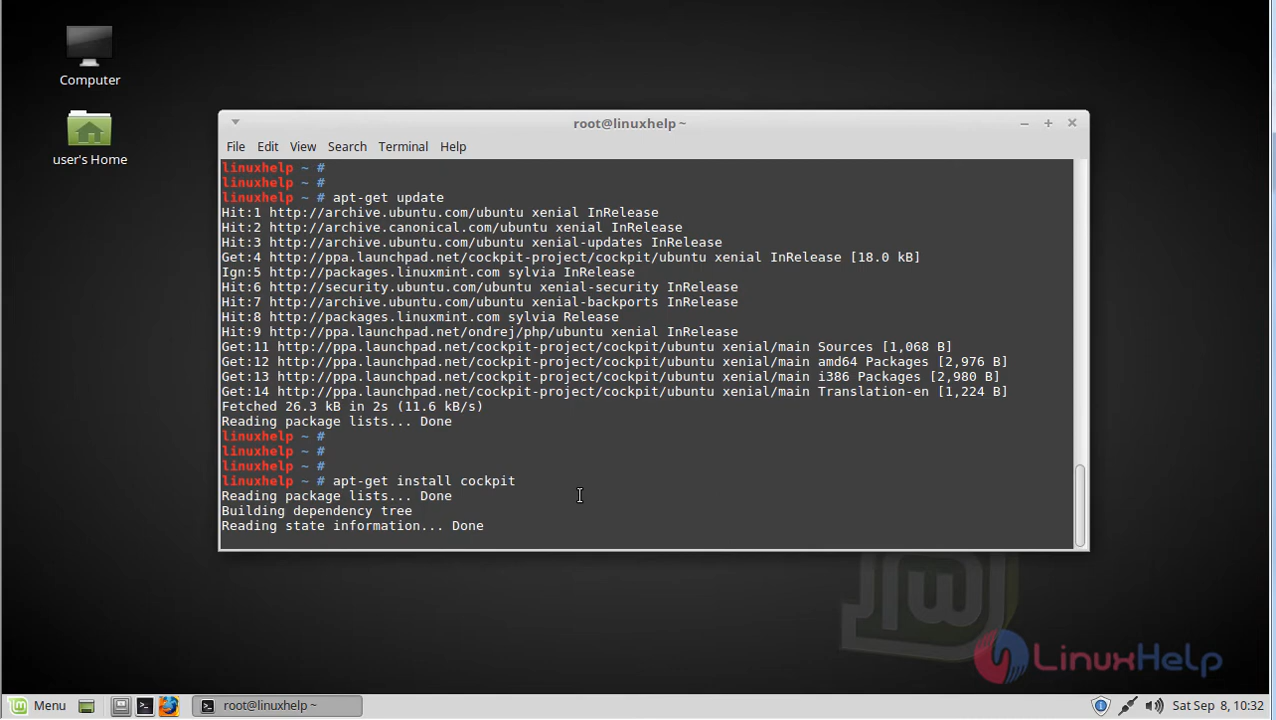 Computer
user's Home
root@linuxhelp ~
File Edit View Search Terminal Help
linuxhelp ~ #
linuxhelp ~ #
linuxhelp ~ # apt-get update
Hit:1 http://archive.ubuntu.com/ubuntu xenial InRelease
Hit:2 http://archive.canonical.com/ubuntu xenial InRelease
Hit:3 http://archive.ubuntu.com/ubuntu xenial-updates InRelease
Get:4 http://ppa.launchpad.net/cockpit-project/cockpit/ubuntu xenial InRelease [18.0 kB]
Ign:5 http://packages.linuxmint.com sylvia InRelease
Hit:6 http://security.ubuntu.com/ubuntu xenial-security InRelease
Hit:7 http://archive.ubuntu.com/ubuntu xenial-backports InRelease
Hit:8 http://packages.linuxmint.com sylvia Release
Hit:9 http://ppa.launchpad.net/ondrej/php/ubuntu xenial InRelease
Get:11 http://ppa.launchpad.net/cockpit-project/cockpit/ubuntu xenial/main Sources [1,068 B]
Get:12 http://ppa.launchpad.net/cockpit-project/cockpit/ubuntu xenial/main amd64 Packages [2,976 B]
Get:13 http://ppa.launchpad.net/cockpit-project/cockpit/ubuntu xenial/main i386 Packages [2,980 B]
Get:14 http://ppa.launchpad.net/cockpit-project/cockpit/ubuntu xenial/main Translation-en [1,224 B]
Fetched 26.3 kB in 2s (11.6 kB/s)
Reading package lists... Done
linuxhelp ~ #
linuxhelp ~ #
linuxhelp ~ #
linuxhelp ~ # apt-get install cockpit
Reading package lists... Done
Building dependency tree
Reading state information... Done
LinuxHelp
Menu root@linuxhelp ~ Sat Sep 8, 10:32